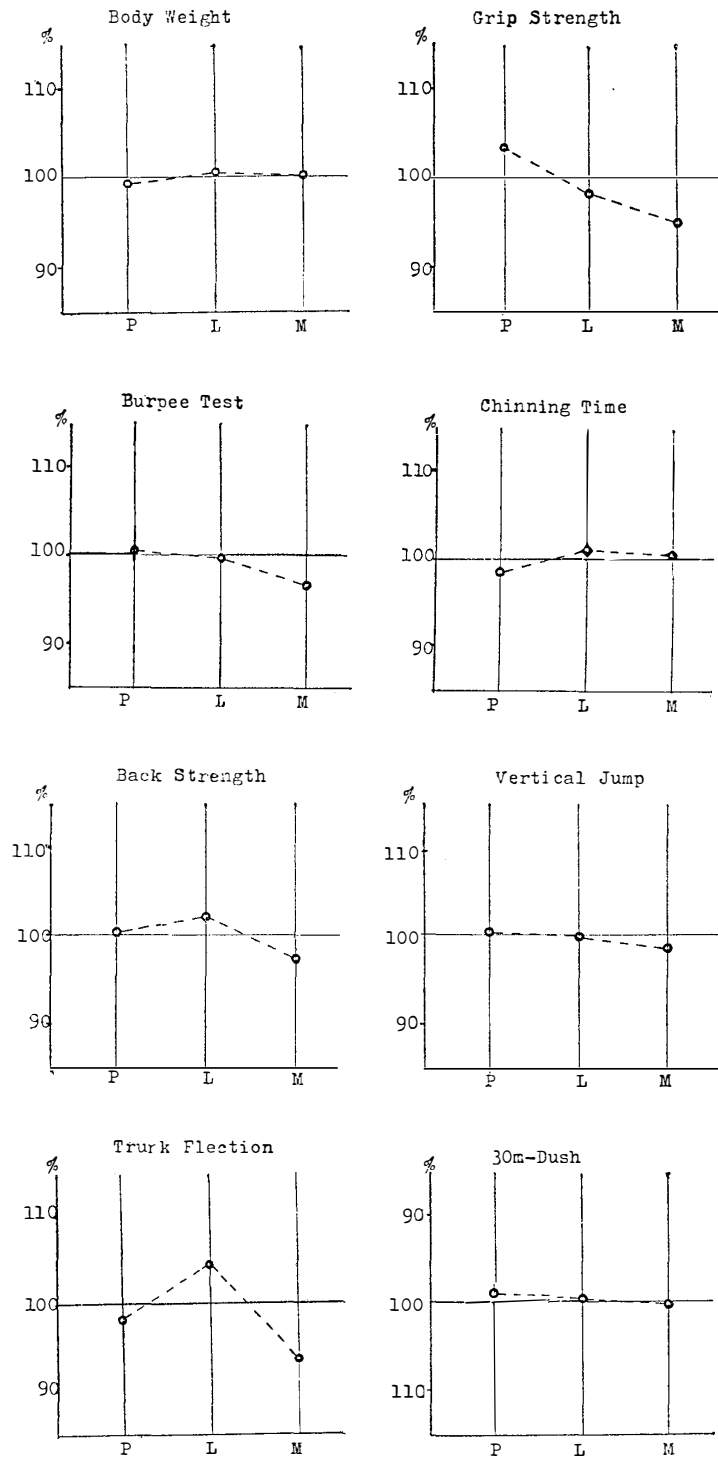 Body Weight
%
110
100
90
P L M
Grip Strength
%
110
100
90
P L M
Burpee Test
%
110
100
90
P L M
Chinning Time
%
110
100
90
P L M
Back Strength
%
110
100
90
P L M
Vertical Jump
%
110
100
90
P L M
Trurk Flection
%
110
100
90
P L M
30m-Dush
%
90
100
110
P L M